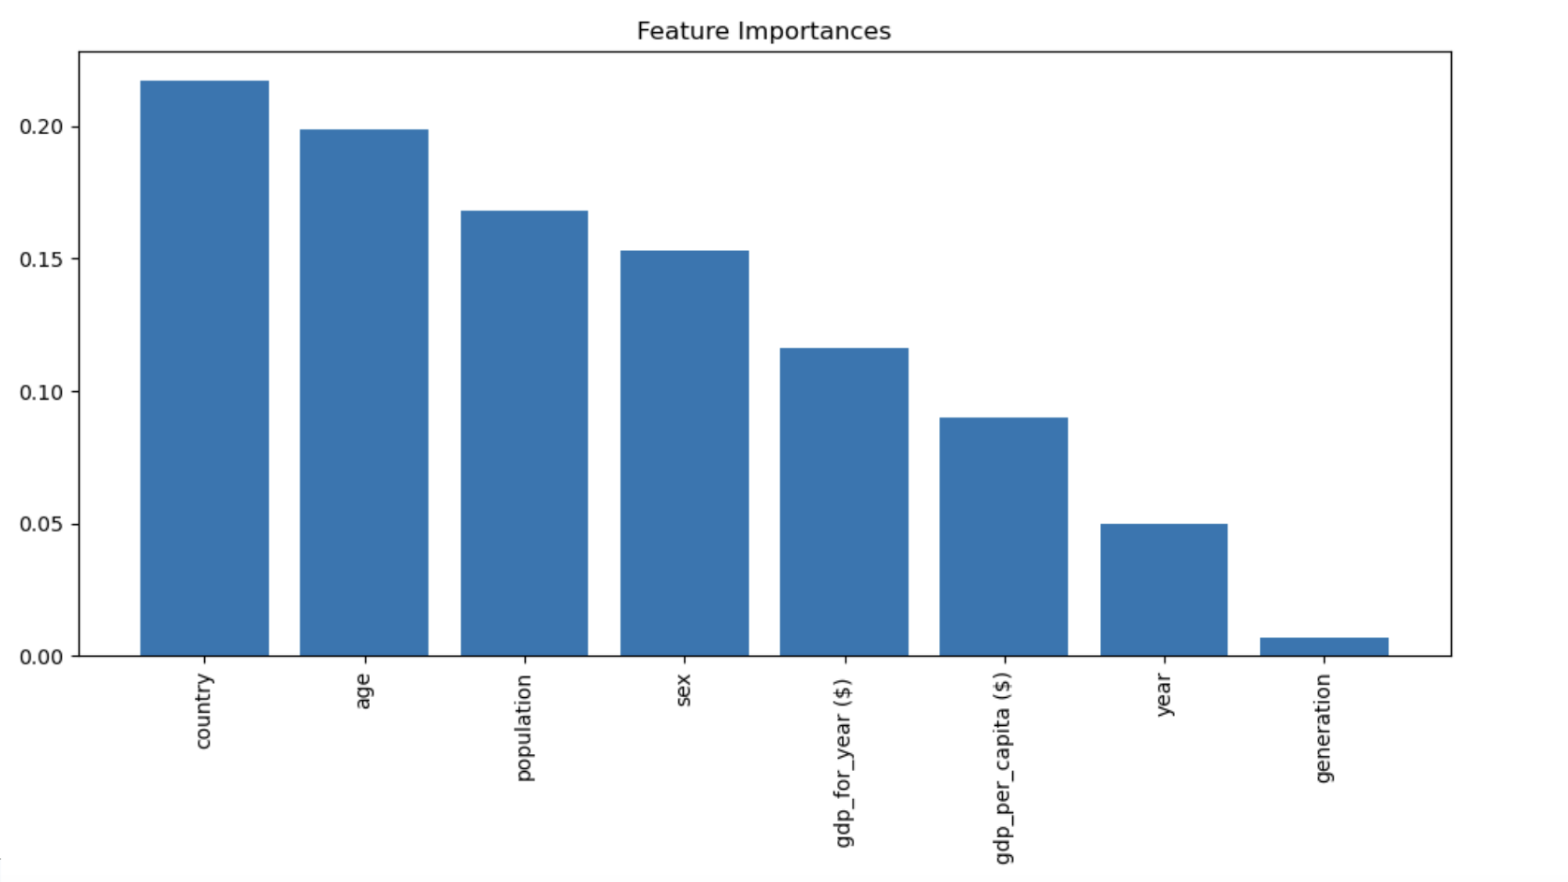 Feature Importances
0.20
0.15
0.10
0.05
0.00
country
age
population
sex
gdp_for_year ($)
gdp_per_capita ($)
year
generation